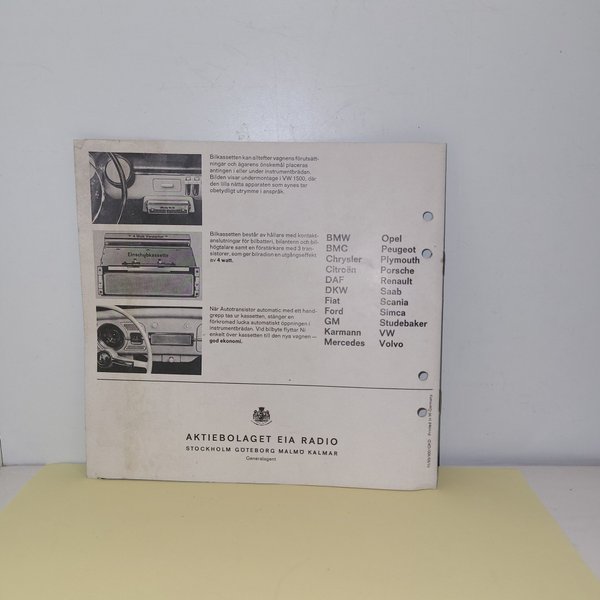 Bilkassetten kan alltefter vagnens förutsätt-
ningar och ägarens önskemål placeras
antingen i eller under instrumentbrädan.
Bilden visar undermontage i VW 1500, där
den lilla nätta apparaten som synes tar
obetydligt utrymme i anspråk.
4 Watt Verstärker
Einschubkassette
Bilkassetten består av hållare med kontakt-
anslutningar för bilbatteri, bilantenn och bil-
högtalare samt en förstärkare med 3 tran-
sistorer, som ger bilradion en utgångseffekt
av 4 watt.
När Autotransistor automatic med ett hand-
grepp tas ur kassetten, stänger en
förkromad lucka automatiskt öppningen i
instrumentbrädan. Vid bilbyte flyttar Ni
enkelt över kassetten till den nya vagnen —
god ekonomi.
BMW
BMC
Chrysler
Citroën
DAF
DKW
Fiat
Ford
GM
Karmann
Mercedes
Opel
Peugeot
Plymouth
Porsche
Renault
Saab
Scania
Simca
Studebaker
VW
Volvo
AKTIEBOLAGET EIA RADIO
STOCKHOLM GÖTEBORG MALMÖ KALMAR
Generalagent
Printed in W-Germany